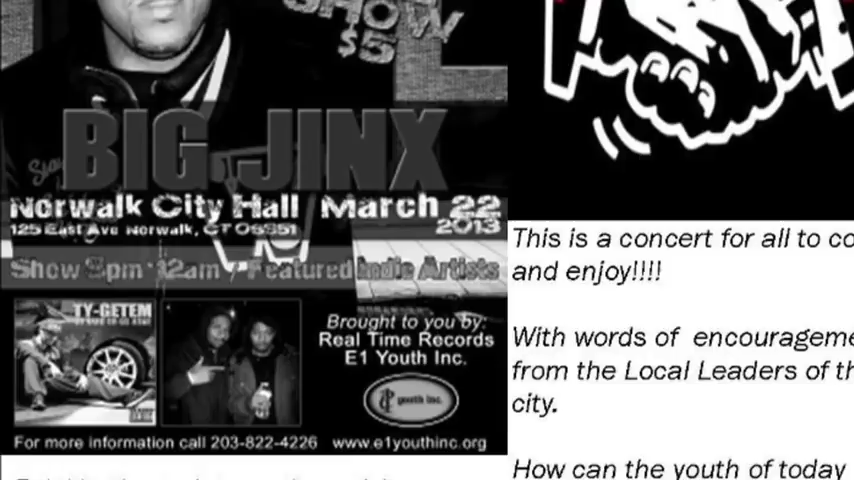 SHOW
$5
BIG JINX
Norwalk City Hall March 22
125 East Ave Norwalk, CT 06851 2013
Show 8pm-12am / Featured Indie Artists
TY-GETEM
Brought to you by:
Real Time Records
E1 Youth Inc.
youth inc.
For more information call 203-822-4226 www.e1youthinc.org
This is a concert for all to co
and enjoy!!!!
With words of encourageme
from the Local Leaders of th
city.
How can the youth of today